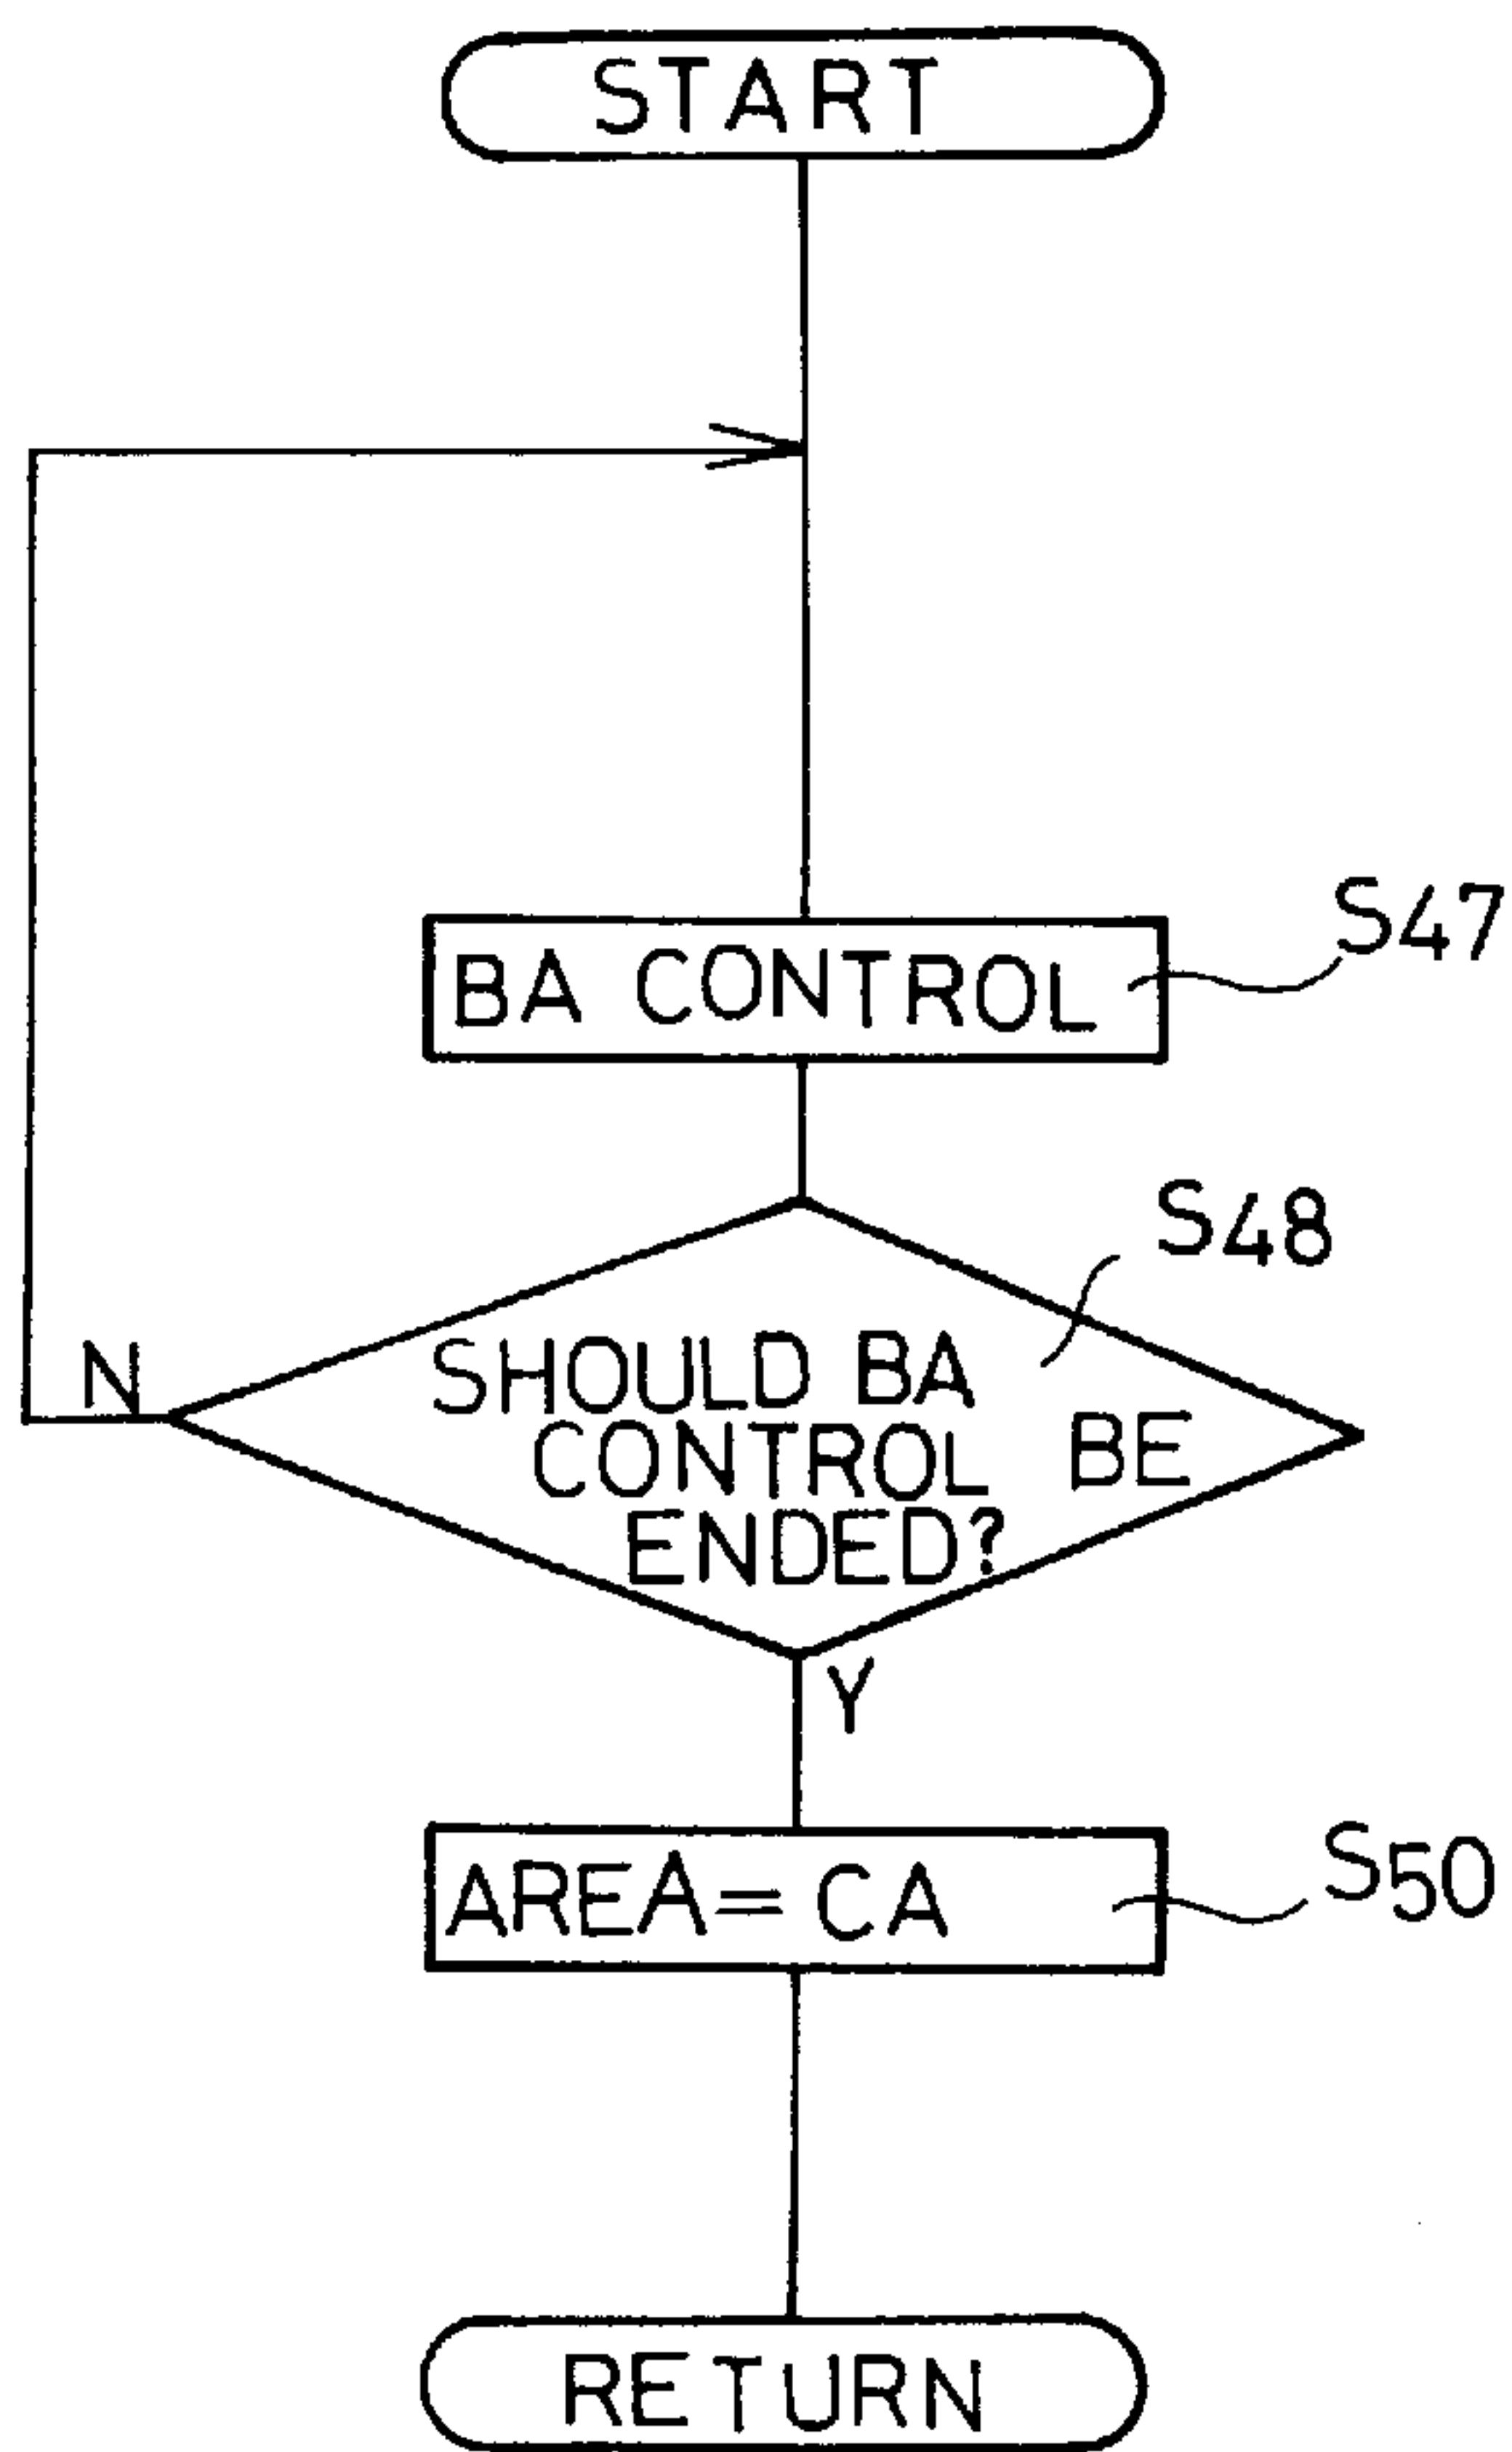 START
BA CONTROL
S47
S48
N
SHOULD BA
CONTROL BE
ENDED?
Y
AREA= CA
S50
RETURN